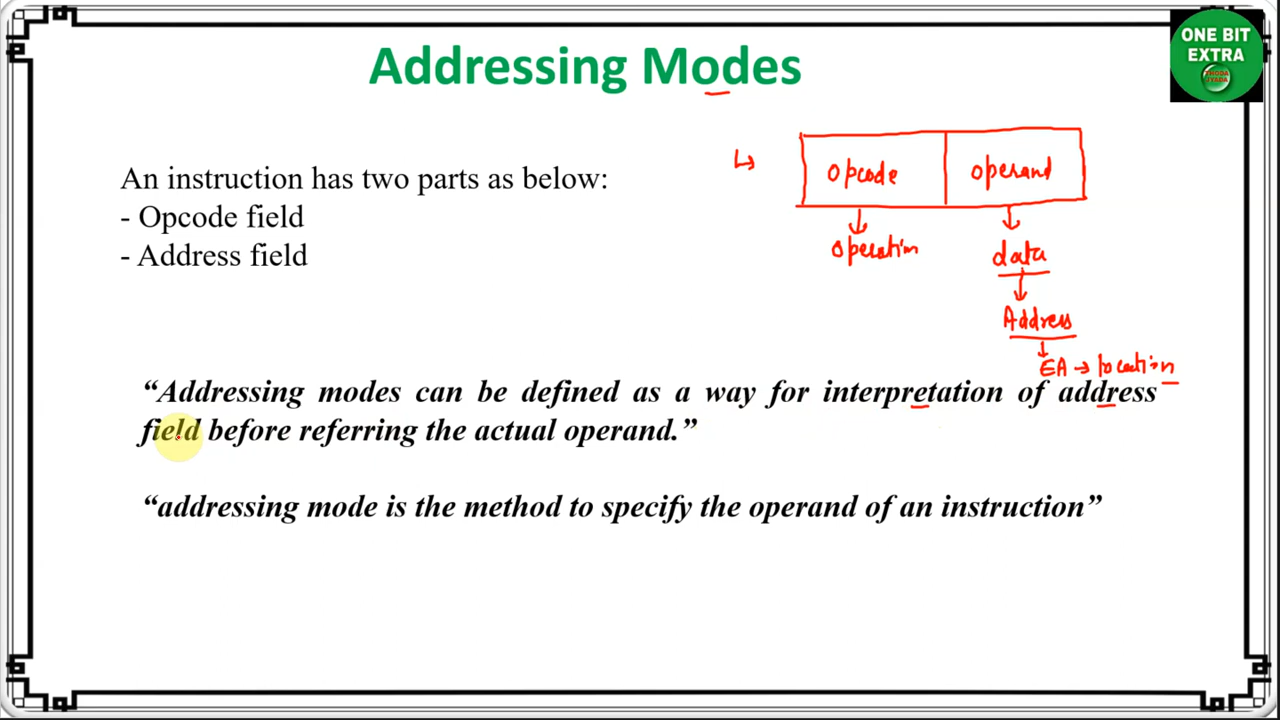 Addressing Modes
ONE BIT
EXTRA
THODA
JYADA
An instruction has two parts as below:
- Opcode field
- Address field
opcode operand
operation
data
Address
EA → location
“Addressing modes can be defined as a way for interpretation of address
field before referring the actual operand.”
“addressing mode is the method to specify the operand of an instruction”